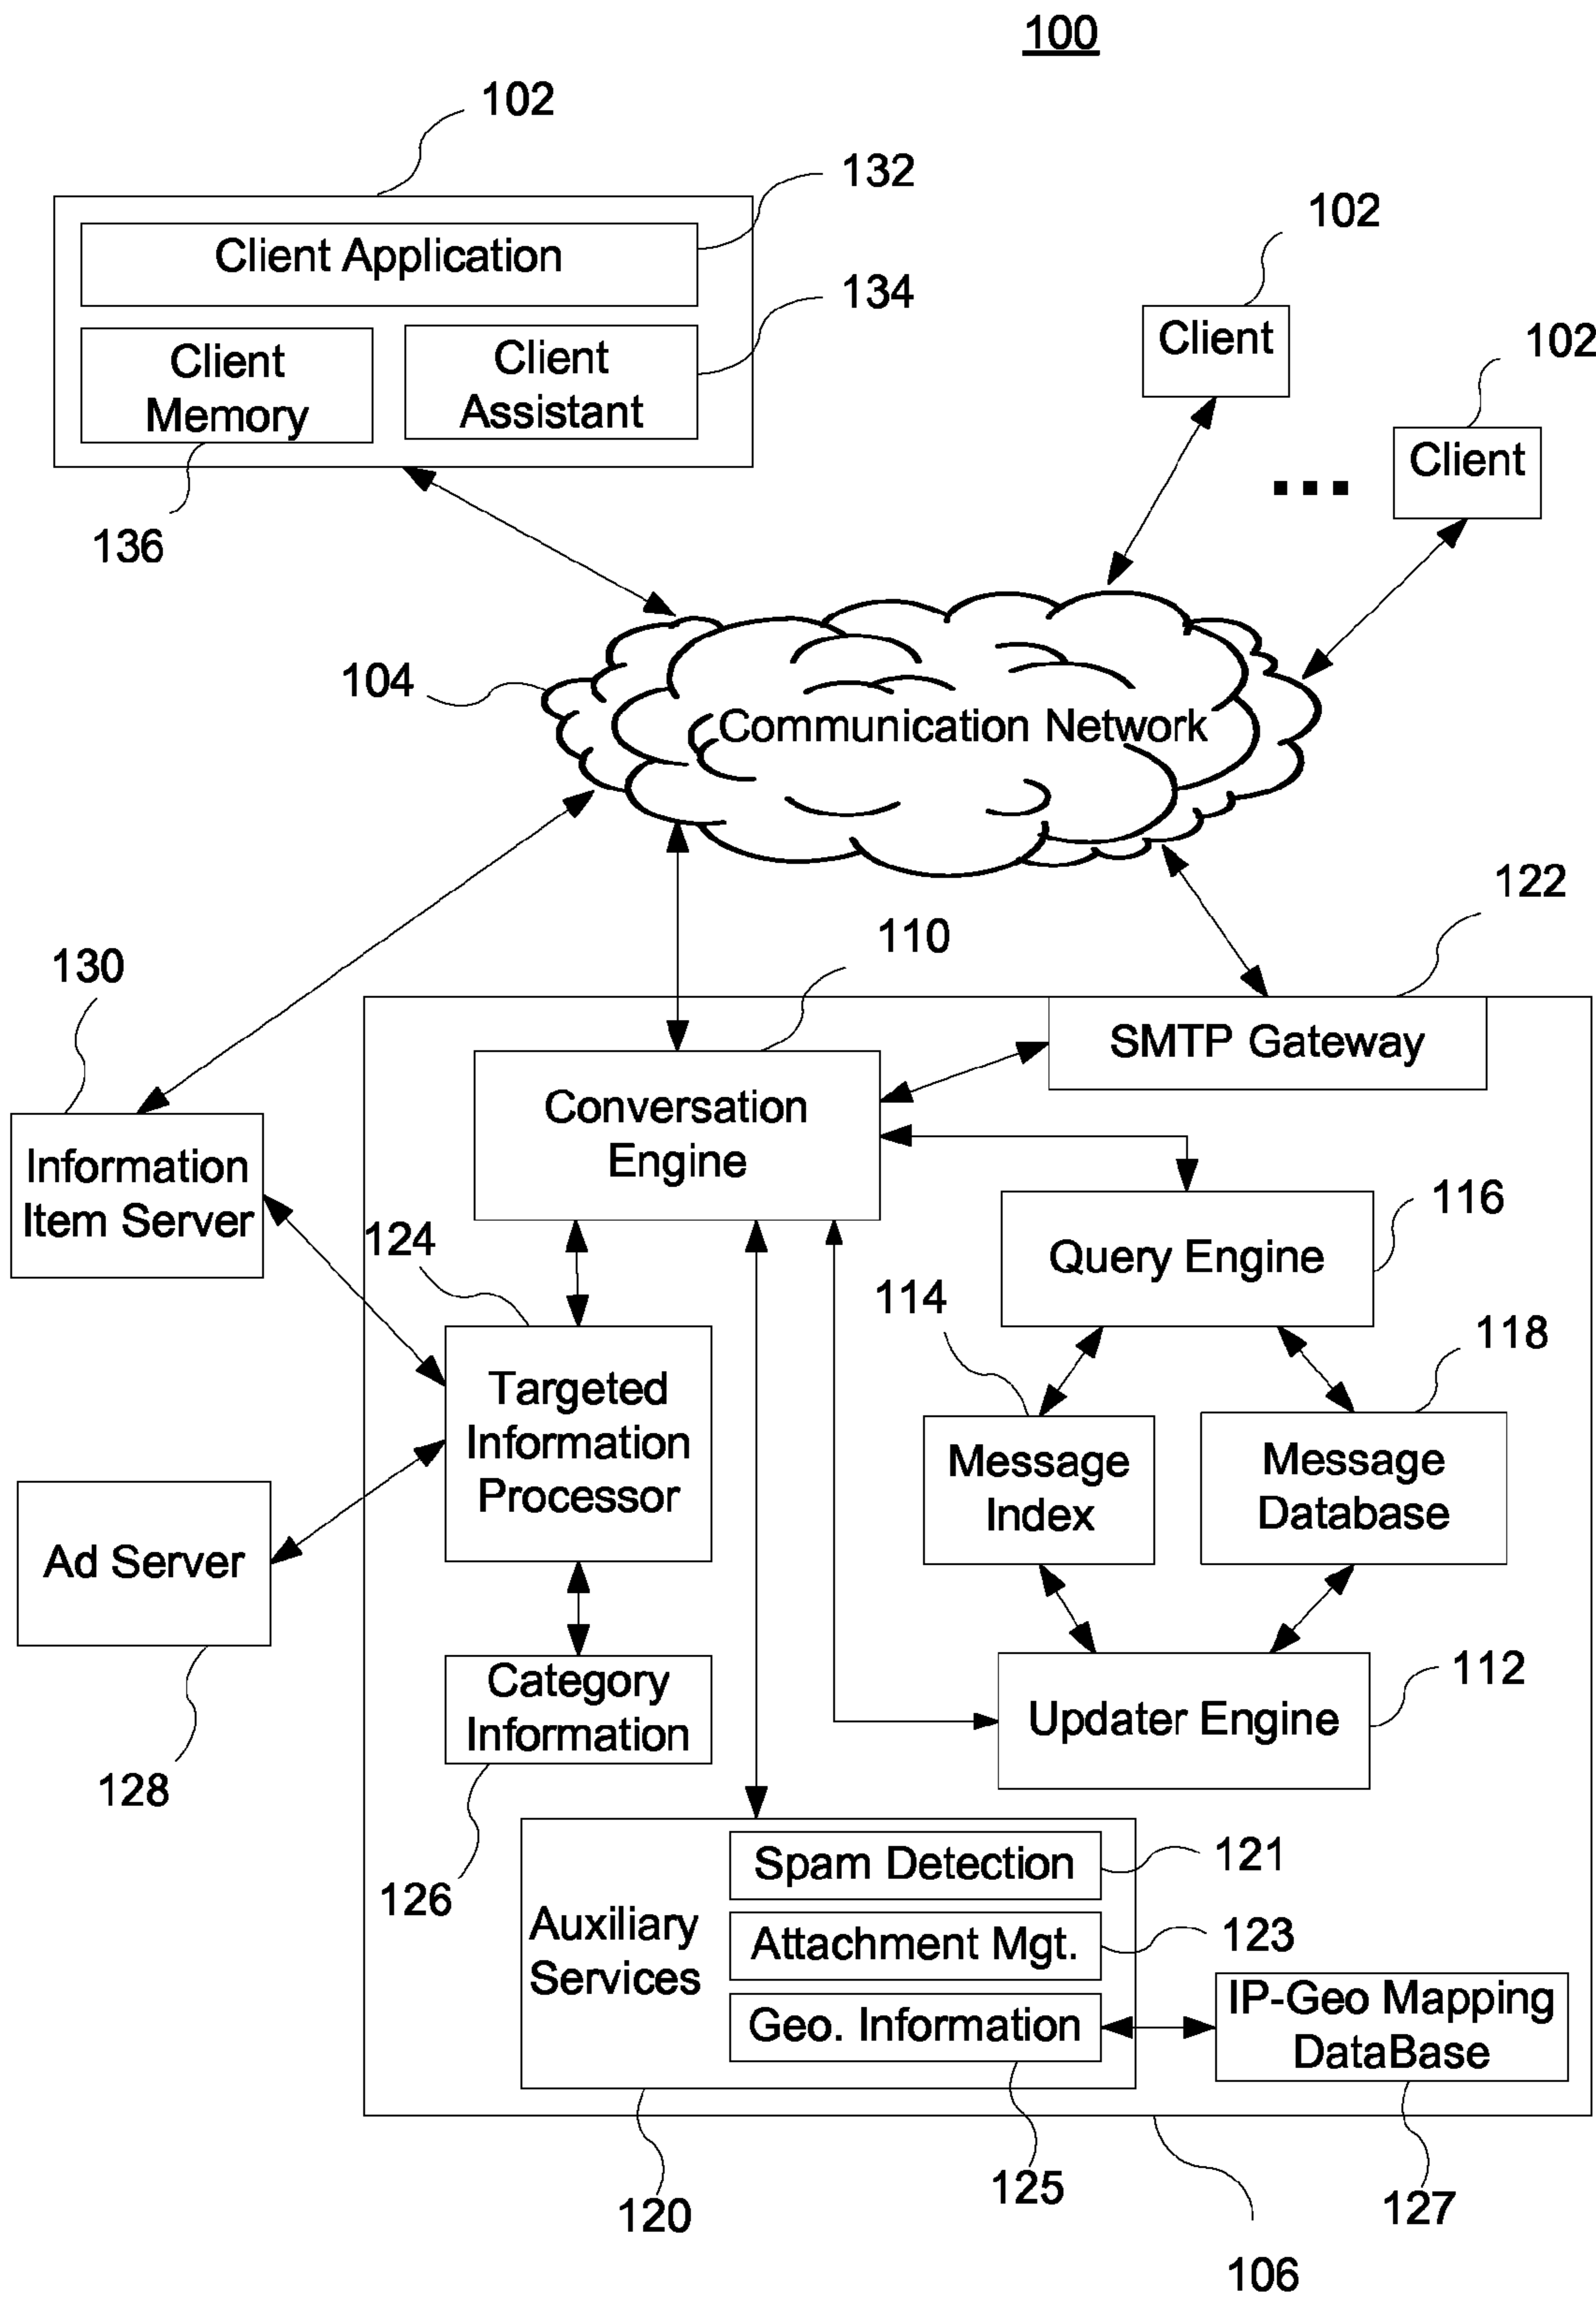 100
102
132
Client Application
134
Client
Memory
Client
Assistant
136
102
Client
102
Client
...
104
Communication Network
122
110
130
SMTP Gateway
Conversation
Engine
Information
Item Server
124
116
Query Engine
114
118
Targeted
Information
Processor
Message
Index
Message
Database
Ad Server
Category
Information
112
Updater Engine
128
126
Auxiliary
Services
Spam Detection
121
Attachment Mgt.
123
Geo. Information
IP-Geo Mapping
DataBase
125
120
127
106